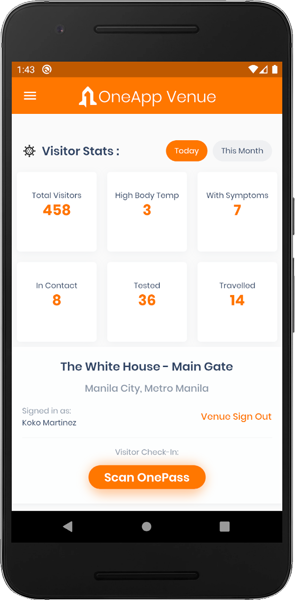 1:43
OneApp Venue
Visitor Stats :
Today
This Month
Total Visitors
458
High Body Temp
3
With Symptoms
7
In Contact
8
Tested
36
Travelled
14
The White House - Main Gate
Manila City, Metro Manila
Signed in as:
Koko Martinez
Venue Sign Out
Visitor Check-In:
Scan OnePass